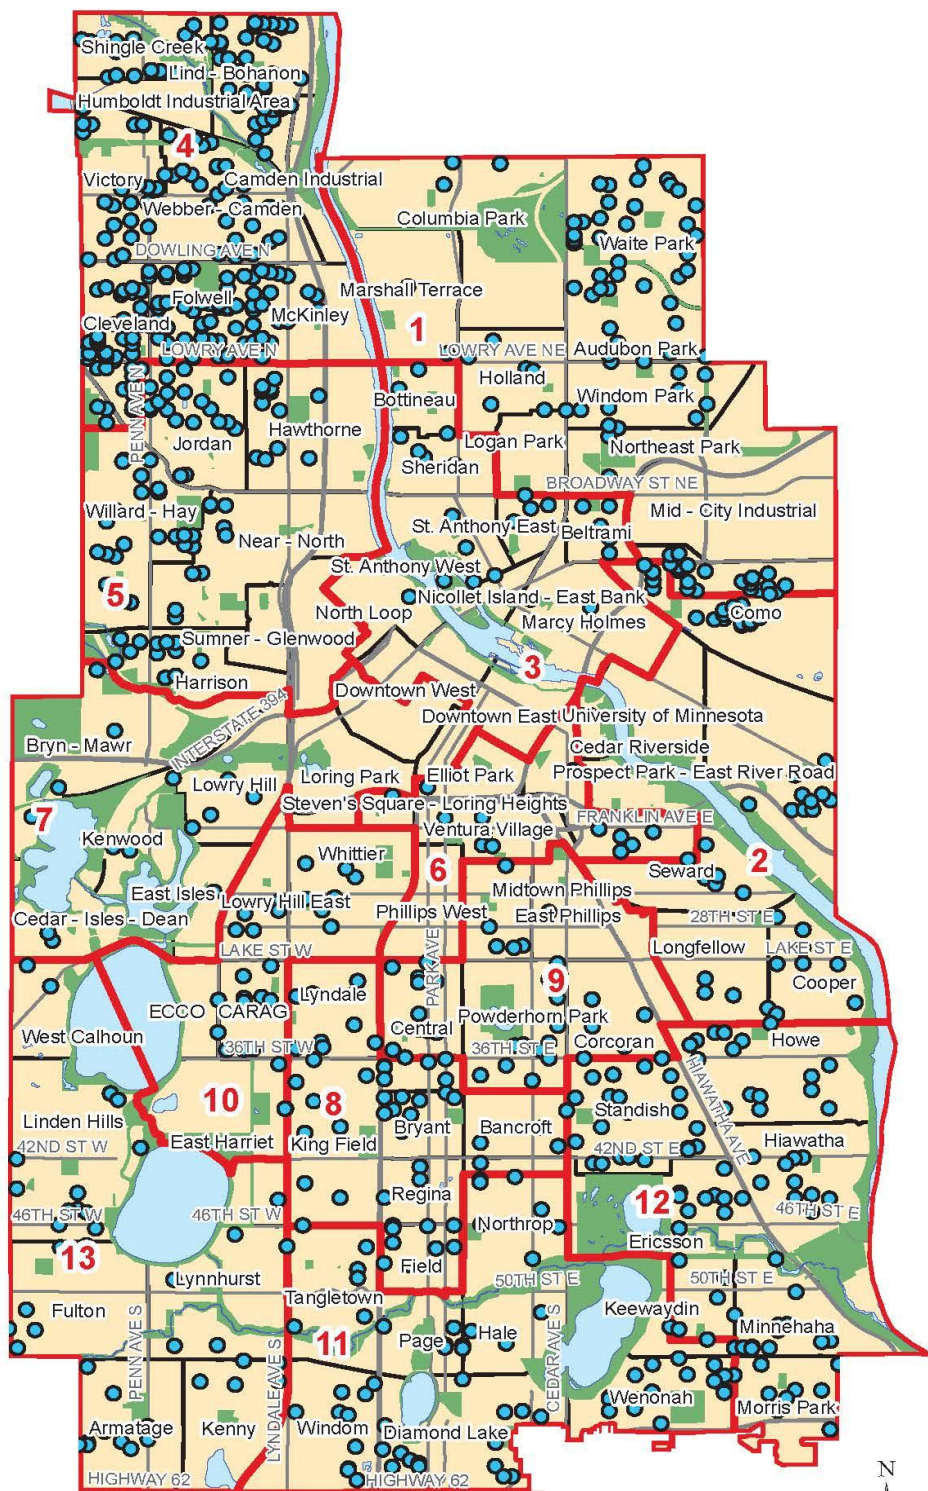 Shingle Creek
Lind - Bohanon
Humboldt Industrial Area
4
Victory
Camden Industrial
Webber - Camden
Columbia Park
Waite Park
DOWLING AVE N
Folwell
Marshall Terrace
McKinley
Cleveland
1
LOWRY AVE N
LOWRY AVE NE
Audubon Park
Holland
PENN AVE N
Bottineau
Windom Park
Hawthorne
Jordan
Logan Park
Northeast Park
Sheridan
BROADWAY ST NE
Willard - Hay
Mid - City Industrial
St. Anthony East
Beltrami
Near - North
St. Anthony West
5
Nicollet Island - East Bank
North Loop
Marcy Holmes
Como
Sumner - Glenwood
3
Harrison
Downtown West
INTERSTATE 394
Downtown East
University of Minnesota
Bryn - Mawr
Cedar Riverside
Lowry Hill
Loring Park
Elliot Park
Prospect Park - East River Road
Steven's Square - Loring Heights
7
FRANKLIN AVE E
Ventura Village
Kenwood
Whittier
6
2
Seward
East Isles
Lowry Hill East
Midtown Phillips
Phillips West
East Phillips
28TH ST E
Cedar - Isles - Dean
LAKE ST W
PARK AVE
Longfellow
LAKE ST E
9
Cooper
Lyndale
ECCO
CARAG
Powderhorn Park
West Calhoun
Central
Corcoran
Howe
36TH ST W
36TH ST E
HIAWATHA AVE
10
8
Linden Hills
Standish
Bryant
Bancroft
East Harriet
King Field
Hiawatha
42ND ST W
42ND ST E
Regina
12
46TH ST W
46TH ST W
46TH ST E
Northrop
13
Ericsson
Field
Lynnhurst
50TH ST E
50TH ST E
Tangletown
Keewaydin
Fulton
Minnehaha
11
Page
Hale
PENN AVE S
LYNDALE AVE S
CEDAR AVE S
Wenonah
Morris Park
Armatage
Kenny
Windom
Diamond Lake
HIGHWAY 62
HIGHWAY 62
N